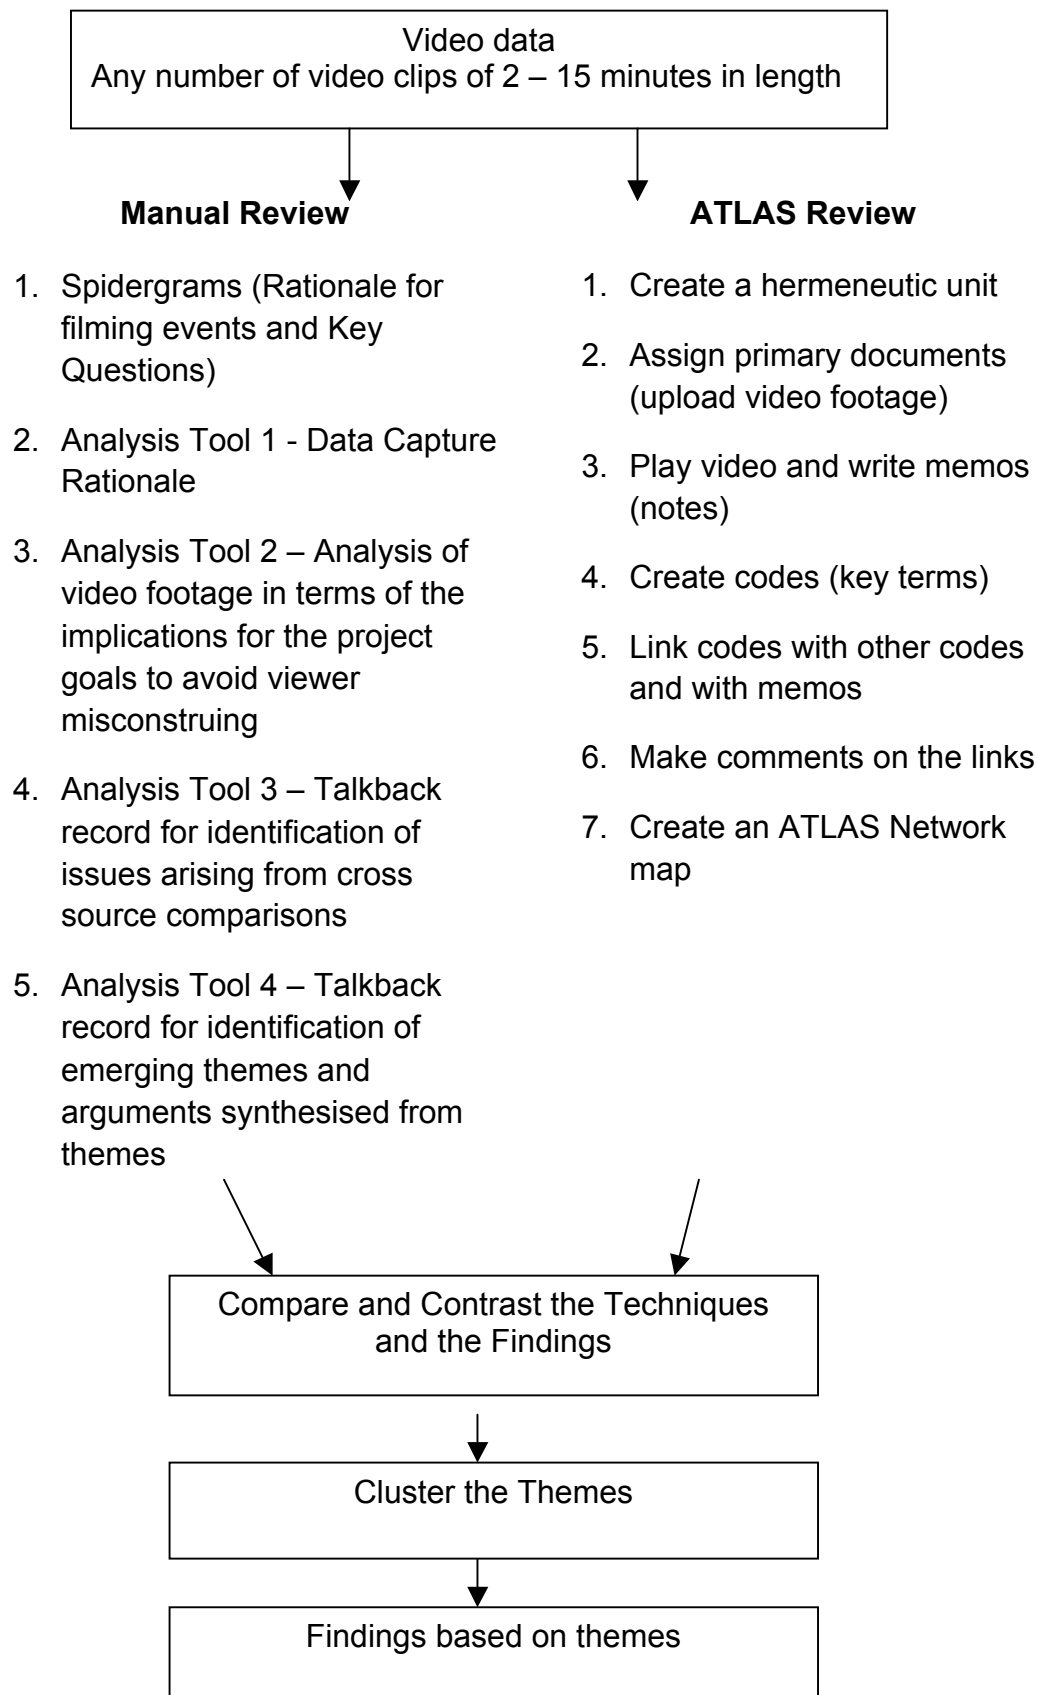 Video data
Any number of video clips of 2 – 15 minutes in length
Manual Review
1. Spidergrams (Rationale for
filming events and Key
Questions)
2. Analysis Tool 1 - Data Capture
Rationale
3. Analysis Tool 2 – Analysis of
video footage in terms of the
implications for the project
goals to avoid viewer
misconstruing
4. Analysis Tool 3 – Talkback
record for identification of
issues arising from cross
source comparisons
5. Analysis Tool 4 – Talkback
record for identification of
emerging themes and
arguments synthesised from
themes
ATLAS Review
1. Create a hermeneutic unit
2. Assign primary documents
(upload video footage)
3. Play video and write memos
(notes)
4. Create codes (key terms)
5. Link codes with other codes
and with memos
6. Make comments on the links
7. Create an ATLAS Network
map
Compare and Contrast the Techniques
and the Findings
Cluster the Themes
Findings based on themes